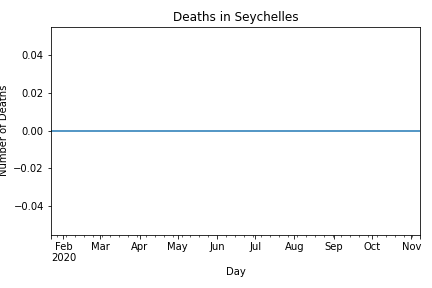 Deaths in Seychelles
Number of Deaths
0.04
0.02
0.00
−0.02
−0.04
Feb Mar Apr May Jun Jul Aug Sep Oct Nov
2020
Day